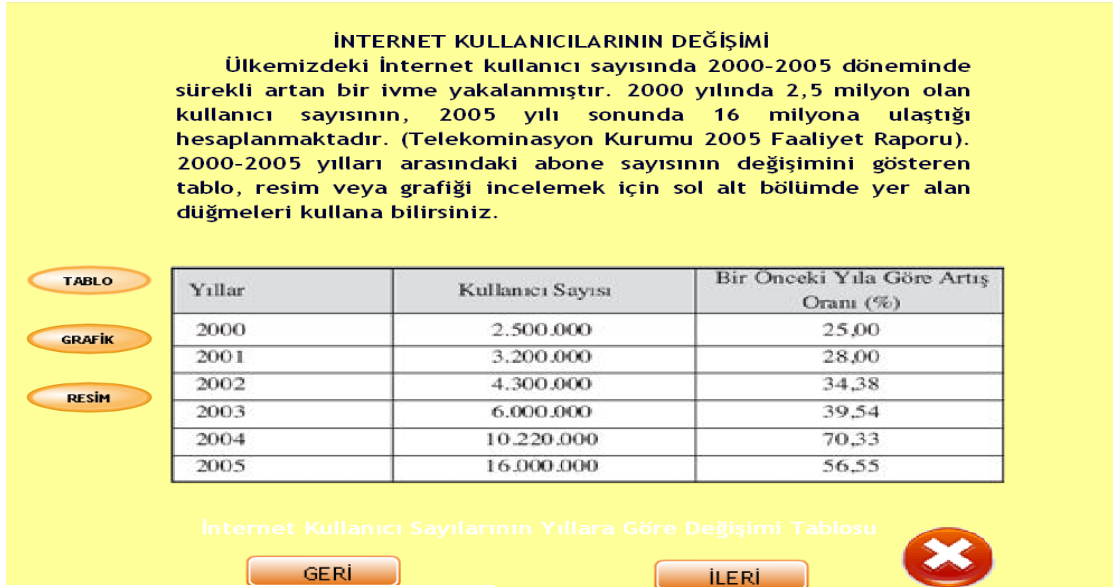 İNTERNET KULLANICILARININ DEĞİŞİMİ
Ülkemizdeki İnternet kullanıcı sayısında 2000-2005 döneminde
sürekli artan bir ivme yakalanmıştır. 2000 yılında 2,5 milyon olan
kullanıcı sayısının, 2005 yılı sonunda 16 milyona ulaştığı
hesaplanmaktadır. (Telekominasyon Kurumu 2005 Faaliyet Raporu).
2000-2005 yılları arasındaki abone sayısının değişimini gösteren
tablo, resim veya grafiği incelemek için sol alt bölümde yer alan
düğmeleri kullana bilirsiniz.
TABLO
GRAFİK
RESİM
Yıllar Kullanıcı Sayısı Bir Önceki Yıla Göre Artış
Oranı (%)
2000 2.500.000 25,00
2001 3.200.000 28,00
2002 4.300.000 34,38
2003 6.000.000 39,54
2004 10.220.000 70,33
2005 16.000.000 56,55
İnternet Kullanıcı Sayılarının Yıllara Göre Değişimi Tablosu
GERİ İLERİ